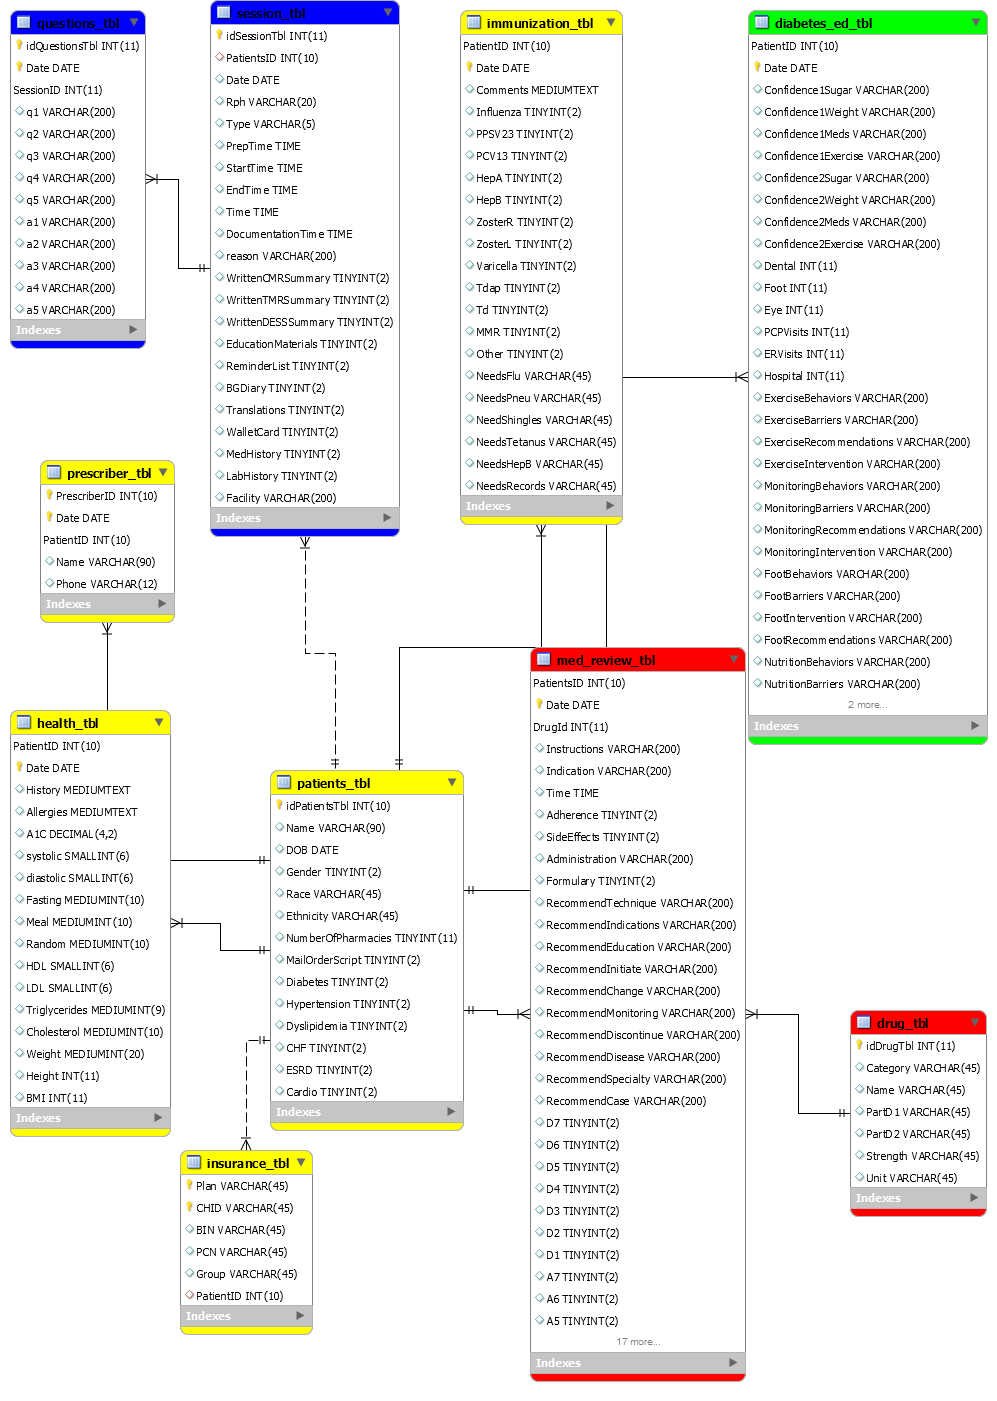 questions_tbl
idQuestionsTbl INT(11)
Date DATE
SessionID INT(11)
q1 VARCHAR(200)
q2 VARCHAR(200)
q3 VARCHAR(200)
q4 VARCHAR(200)
q5 VARCHAR(200)
a1 VARCHAR(200)
a2 VARCHAR(200)
a3 VARCHAR(200)
a4 VARCHAR(200)
a5 VARCHAR(200)
Indexes
session_tbl
idSessionTbl INT(11)
PatientsID INT(10)
Date DATE
Rph VARCHAR(20)
Type VARCHAR(5)
PrepTime TIME
StartTime TIME
EndTime TIME
Time TIME
DocumentationTime TIME
reason VARCHAR(200)
WrittenCMRSummary TINYINT(2)
WrittenTMRSummary TINYINT(2)
WrittenDESSSummary TINYINT(2)
EducationMaterials TINYINT(2)
ReminderList TINYINT(2)
BGDiary TINYINT(2)
Translations TINYINT(2)
WalletCard TINYINT(2)
MedHistory TINYINT(2)
LabHistory TINYINT(2)
Facility VARCHAR(200)
Indexes
immunization_tbl
PatientID INT(10)
Date DATE
Comments MEDIUMTEXT
Influenza TINYINT(2)
PPSV23 TINYINT(2)
PCV13 TINYINT(2)
HepA TINYINT(2)
HepB TINYINT(2)
ZosterR TINYINT(2)
ZosterL TINYINT(2)
Varicella TINYINT(2)
Tdap TINYINT(2)
Td TINYINT(2)
MMR TINYINT(2)
Other TINYINT(2)
NeedsFlu VARCHAR(45)
NeedsPneu VARCHAR(45)
NeedShingles VARCHAR(45)
NeedsTetanus VARCHAR(45)
NeedsHepB VARCHAR(45)
NeedsRecords VARCHAR(45)
Indexes
diabetes_ed_tbl
PatientID INT(10)
Date DATE
Confidence1Sugar VARCHAR(200)
Confidence1Weight VARCHAR(200)
Confidence1Meds VARCHAR(200)
Confidence1Exercise VARCHAR(200)
Confidence2Sugar VARCHAR(200)
Confidence2Weight VARCHAR(200)
Confidence2Meds VARCHAR(200)
Confidence2Exercise VARCHAR(200)
Dental INT(11)
Foot INT(11)
Eye INT(11)
PCPVisits INT(11)
ERVisits INT(11)
Hospital INT(11)
ExerciseBehaviors VARCHAR(200)
ExerciseBarriers VARCHAR(200)
ExerciseRecommendations VARCHAR(200)
ExerciseIntervention VARCHAR(200)
MonitoringBehaviors VARCHAR(200)
MonitoringBarriers VARCHAR(200)
MonitoringRecommendations VARCHAR(200)
MonitoringIntervention VARCHAR(200)
FootBehaviors VARCHAR(200)
FootBarriers VARCHAR(200)
FootIntervention VARCHAR(200)
FootRecommendations VARCHAR(200)
NutritionBehaviors VARCHAR(200)
NutritionBarriers VARCHAR(200)
2 more...
Indexes
prescriber_tbl
PrescriberID INT(10)
Date DATE
PatientID INT(10)
Name VARCHAR(90)
Phone VARCHAR(12)
Indexes
health_tbl
PatientID INT(10)
Date DATE
History MEDIUMTEXT
Allergies MEDIUMTEXT
A1C DECIMAL(4,2)
systolic SMALLINT(6)
diastolic SMALLINT(6)
Fasting MEDIUMINT(10)
Meal MEDIUMINT(10)
Random MEDIUMINT(10)
HDL SMALLINT(6)
LDL SMALLINT(6)
Triglycerides MEDIUMINT(9)
Cholesterol MEDIUMINT(10)
Weight MEDIUMINT(20)
Height INT(11)
BMI INT(11)
Indexes
patients_tbl
idPatientsTbl INT(10)
Name VARCHAR(90)
DOB DATE
Gender TINYINT(2)
Race VARCHAR(45)
Ethnicity VARCHAR(45)
NumberOfPharmacies TINYINT(11)
MailOrderScript TINYINT(2)
Diabetes TINYINT(2)
Hypertension TINYINT(2)
Dyslipidemia TINYINT(2)
CHF TINYINT(2)
ESRD TINYINT(2)
Cardio TINYINT(2)
Indexes
insurance_tbl
Plan VARCHAR(45)
CHID VARCHAR(45)
BIN VARCHAR(45)
PCN VARCHAR(45)
Group VARCHAR(45)
PatientID INT(10)
Indexes
med_review_tbl
PatientsID INT(10)
Date DATE
DrugId INT(11)
Instructions VARCHAR(200)
Indication VARCHAR(200)
Time TIME
Adherence TINYINT(2)
SideEffects TINYINT(2)
Administration VARCHAR(200)
Formulary TINYINT(2)
RecommendTechnique VARCHAR(200)
RecommendIndications VARCHAR(200)
RecommendEducation VARCHAR(200)
RecommendInitiate VARCHAR(200)
RecommendChange VARCHAR(200)
RecommendMonitoring VARCHAR(200)
RecommendDiscontinue VARCHAR(200)
RecommendDisease VARCHAR(200)
RecommendSpecialty VARCHAR(200)
RecommendCase VARCHAR(200)
D7 TINYINT(2)
D6 TINYINT(2)
D5 TINYINT(2)
D4 TINYINT(2)
D3 TINYINT(2)
D2 TINYINT(2)
D1 TINYINT(2)
A7 TINYINT(2)
A6 TINYINT(2)
A5 TINYINT(2)
17 more...
Indexes
drug_tbl
idDrugTbl INT(11)
Category VARCHAR(45)
Name VARCHAR(45)
PartD1 VARCHAR(45)
PartD2 VARCHAR(45)
Strength VARCHAR(45)
Unit VARCHAR(45)
Indexes